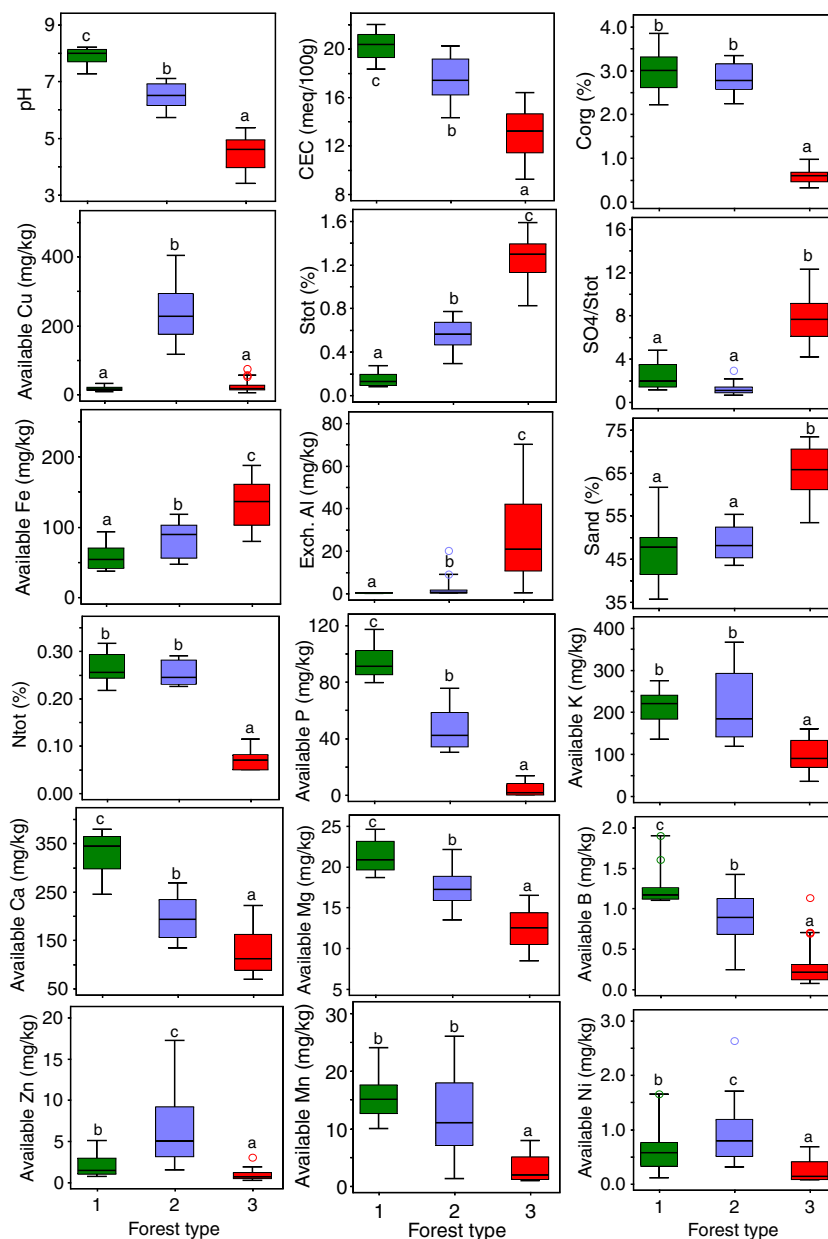 9
7
5
3
pH
c
b
a
20
16
12
8
CEC (meq/100g)
c
b
a
4.0
3.0
2.0
1.0
0.0
Corg (%)
b
b
a
400
200
0
Available Cu (mg/kg)
a
b
a
1.6
1.2
0.8
0.4
0.0
Stot (%)
a
b
c
16
12
8
4
0
SO4/Stot
a
a
b
200
100
0
Available Fe (mg/kg)
a
b
c
80
60
40
20
0
Exch. Al (mg/kg)
a
b
c
75
65
55
45
35
Sand (%)
a
a
b
0.30
0.20
0.10
0.00
Ntot (%)
b
b
a
120
80
40
0
Available P (mg/kg)
c
b
a
400
300
200
100
0
Available K (mg/kg)
b
b
a
350
250
150
50
Available Ca (mg/kg)
c
b
a
25
20
15
10
5
Available Mg (mg/kg)
c
b
a
2.0
1.5
1.0
0.5
0.0
Available B (mg/kg)
c
b
a
20
15
10
5
0
Available Zn (mg/kg)
b
c
a
30
20
10
0
Available Mn (mg/kg)
b
b
a
3.0
2.0
1.0
0.0
Available Ni (mg/kg)
b
c
a
1 2 3
Forest type
1 2 3
Forest type
1 2 3
Forest type